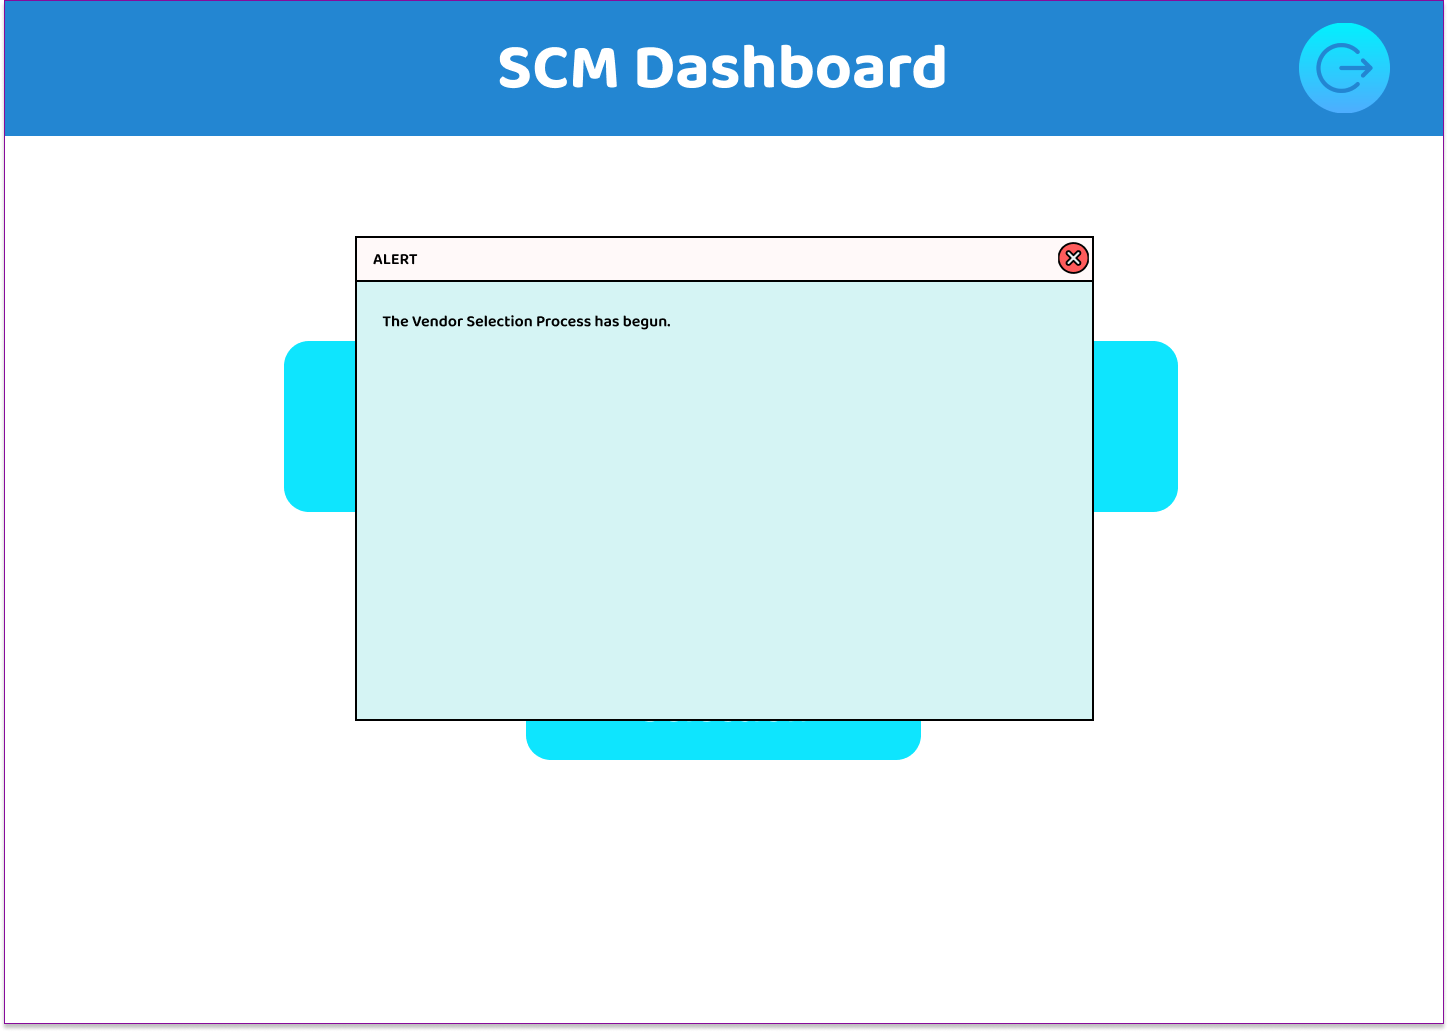 SCM Dashboard
ALERT
The Vendor Selection Process has begun.